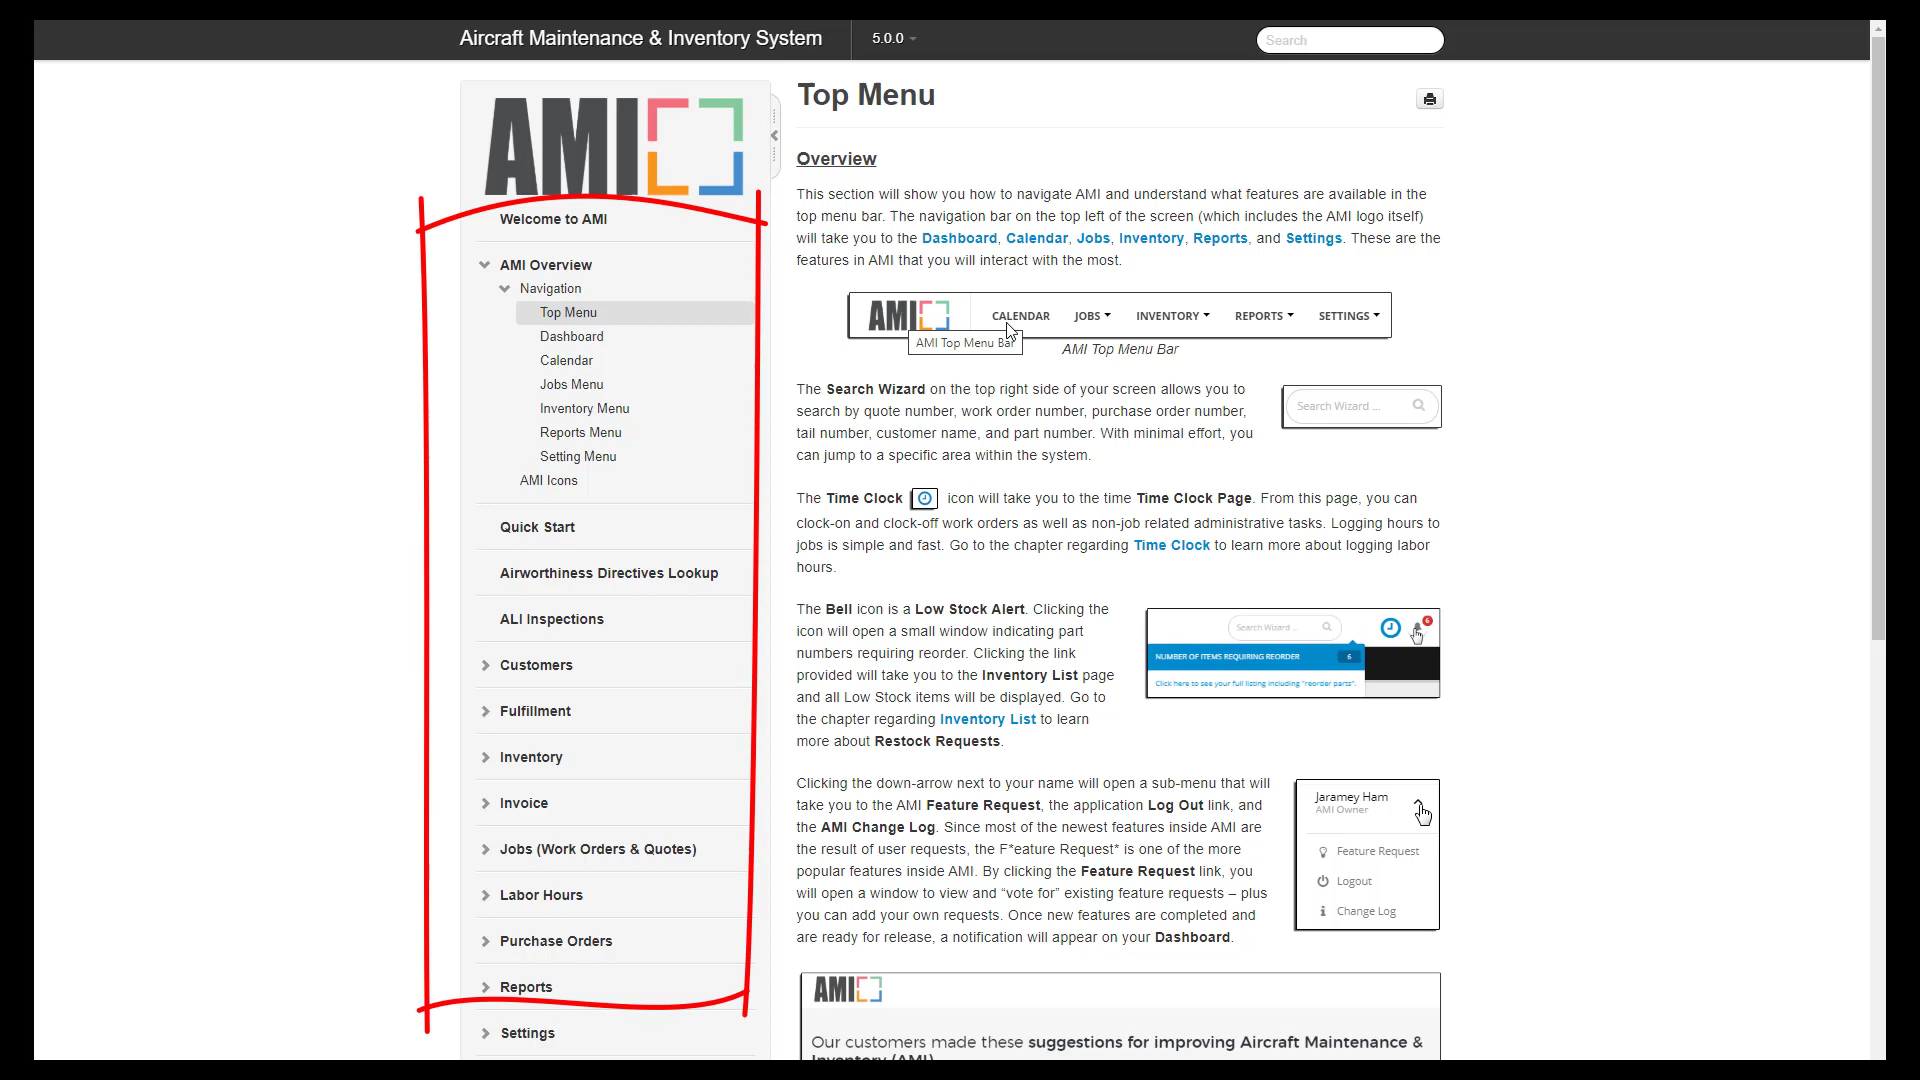 Aircraft Maintenance & Inventory System
5.0.0
Search
AMI
Welcome to AMI
AMI Overview
Navigation
Top Menu
Dashboard
Calendar
Jobs Menu
Inventory Menu
Reports Menu
Setting Menu
AMI Icons
Quick Start
Airworthiness Directives Lookup
ALI Inspections
Customers
Fulfillment
Inventory
Invoice
Jobs (Work Orders & Quotes)
Labor Hours
Purchase Orders
Reports
Settings
Top Menu
Overview
This section will show you how to navigate AMI and understand what features are available in the
top menu bar. The navigation bar on the top left of the screen (which includes the AMI logo itself)
will take you to the Dashboard, Calendar, Jobs, Inventory, Reports, and Settings. These are the
features in AMI that you will interact with the most.
AMI CALENDAR JOBS INVENTORY REPORTS SETTINGS
AMI Top Menu Bar
AMI Top Menu Bar
The Search Wizard on the top right side of your screen allows you to
search by quote number, work order number, purchase order number,
tail number, customer name, and part number. With minimal effort, you
can jump to a specific area within the system.
Search Wizard ...
The Time Clock icon will take you to the time Time Clock Page. From this page, you can
clock-on and clock-off work orders as well as non-job related administrative tasks. Logging hours to
jobs is simple and fast. Go to the chapter regarding Time Clock to learn more about logging labor
hours.
The Bell icon is a Low Stock Alert. Clicking the
icon will open a small window indicating part
numbers requiring reorder. Clicking the link
provided will take you to the Inventory List page
and all Low Stock items will be displayed. Go to
the chapter regarding Inventory List to learn
more about Restock Requests.
Search Wizard ...
6
NUMBER OF ITEMS REQUIRING REORDER 6
Click here to see your full listing including "reorder parts".
Clicking the down-arrow next to your name will open a sub-menu that will
take you to the AMI Feature Request, the application Log Out link, and
the AMI Change Log. Since most of the newest features inside AMI are
the result of user requests, the F*eature Request* is one of the more
popular features inside AMI. By clicking the Feature Request link, you
will open a window to view and “vote for” existing feature requests – plus
you can add your own requests. Once new features are completed and
are ready for release, a notification will appear on your Dashboard.
Jaramey Ham
AMI Owner
Feature Request
Logout
Change Log
AMI
Our customers made these suggestions for improving Aircraft Maintenance &
Inventory (AMI)